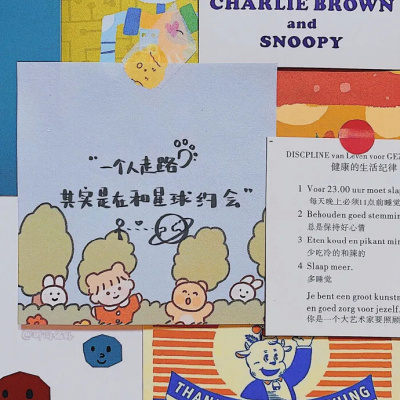 CHARLIE BROWN
and
SNOOPY
"一个人走路
其实是在和星球约会"
DISCPLINE van Leven voor GEZ
健康的生活纪律
1 Voor 23.00 uur moet slap
每天晚上必须11点前睡觉
2 Behouden goed stemmin
总是保持好心情
3 Eten koud en pikant min
少吃冷的和辣的
4 Slaap meer.
多睡觉
Je bent een groot kunst
en goed zorg voor jezelf.
你是一个大艺术家要照顾
THAN
HING